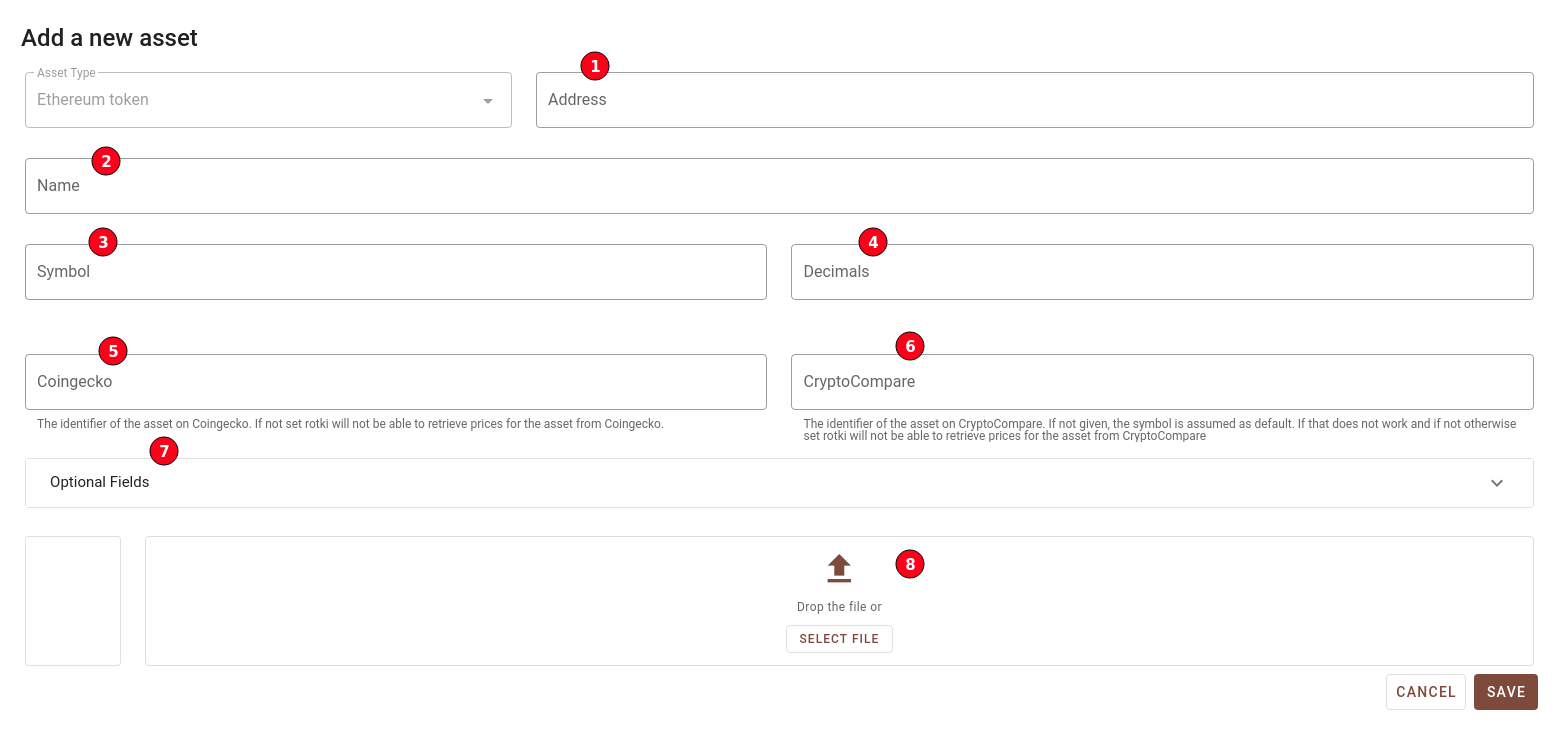 Add a new asset
Asset Type
1
Ethereum token
Address
2
Name
3
4
Symbol
Decimals
5
6
Coingecko
CryptoCompare
The identifier of the asset on Coingecko. If not set rotki will not be able to retrieve prices for the asset from Coingecko.
The identifier of the asset on CryptoCompare. If not given, the symbol is assumed as default. If that does not work and if not otherwise
set rotki will not be able to retrieve prices for the asset from CryptoCompare
7
Optional Fields
8
Drop the file or
SELECT FILE
CANCEL
SAVE